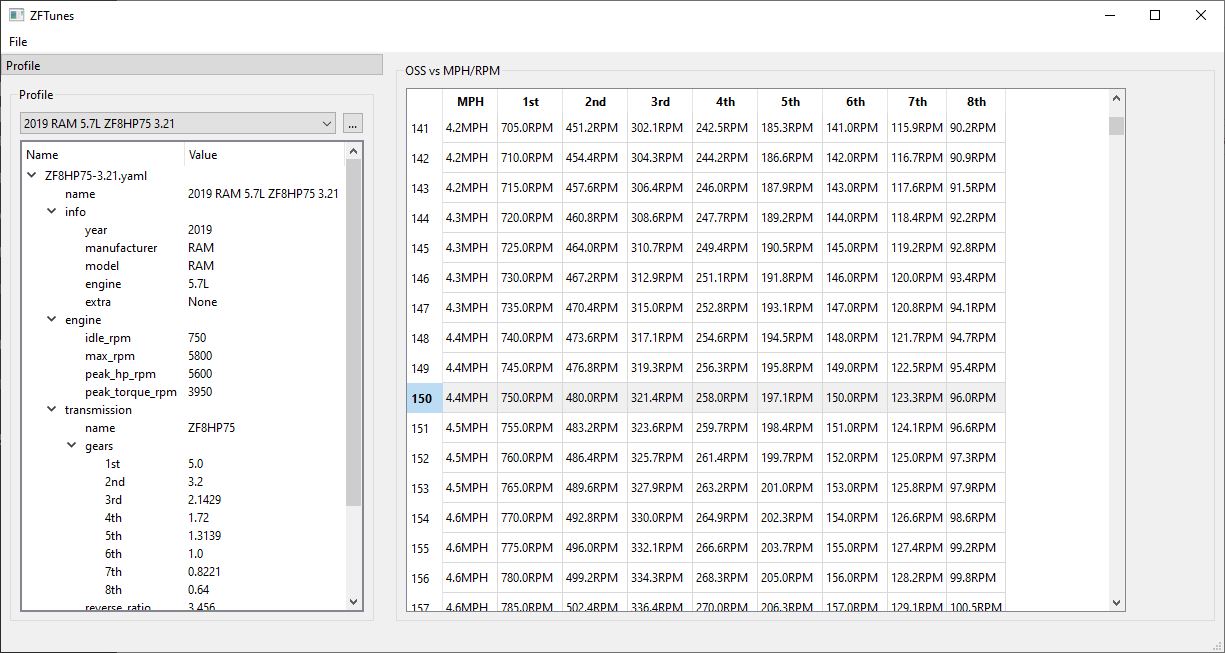 ZFTunes
File
Profile
Profile
2019 RAM 5.7L ZF8HP75 3.21
...
Name Value
ZF8HP75-3.21.yaml
name 2019 RAM 5.7L ZF8HP75 3.21
info
year 2019
manufacturer RAM
model RAM
engine 5.7L
extra None
engine
idle_rpm 750
max_rpm 5800
peak_hp_rpm 5600
peak_torque_rpm 3950
transmission
name ZF8HP75
gears
1st 5.0
2nd 3.2
3rd 2.1429
4th 1.72
5th 1.3139
6th 1.0
7th 0.8221
8th 0.64
reverse_ratio 3.456
OSS vs MPH/RPM
MPH 1st 2nd 3rd 4th 5th 6th 7th 8th
141 4.2MPH 705.0RPM 451.2RPM 302.1RPM 242.5RPM 185.3RPM 141.0RPM 115.9RPM 90.2RPM
142 4.2MPH 710.0RPM 454.4RPM 304.3RPM 244.2RPM 186.6RPM 142.0RPM 116.7RPM 90.9RPM
143 4.2MPH 715.0RPM 457.6RPM 306.4RPM 246.0RPM 187.9RPM 143.0RPM 117.6RPM 91.5RPM
144 4.3MPH 720.0RPM 460.8RPM 308.6RPM 247.7RPM 189.2RPM 144.0RPM 118.4RPM 92.2RPM
145 4.3MPH 725.0RPM 464.0RPM 310.7RPM 249.4RPM 190.5RPM 145.0RPM 119.2RPM 92.8RPM
146 4.3MPH 730.0RPM 467.2RPM 312.9RPM 251.1RPM 191.8RPM 146.0RPM 120.0RPM 93.4RPM
147 4.3MPH 735.0RPM 470.4RPM 315.0RPM 252.8RPM 193.1RPM 147.0RPM 120.8RPM 94.1RPM
148 4.4MPH 740.0RPM 473.6RPM 317.1RPM 254.6RPM 194.5RPM 148.0RPM 121.7RPM 94.7RPM
149 4.4MPH 745.0RPM 476.8RPM 319.3RPM 256.3RPM 195.8RPM 149.0RPM 122.5RPM 95.4RPM
150 4.4MPH 750.0RPM 480.0RPM 321.4RPM 258.0RPM 197.1RPM 150.0RPM 123.3RPM 96.0RPM
151 4.5MPH 755.0RPM 483.2RPM 323.6RPM 259.7RPM 198.4RPM 151.0RPM 124.1RPM 96.6RPM
152 4.5MPH 760.0RPM 486.4RPM 325.7RPM 261.4RPM 199.7RPM 152.0RPM 125.0RPM 97.3RPM
153 4.5MPH 765.0RPM 489.6RPM 327.9RPM 263.2RPM 201.0RPM 153.0RPM 125.8RPM 97.9RPM
154 4.6MPH 770.0RPM 492.8RPM 330.0RPM 264.9RPM 202.3RPM 154.0RPM 126.6RPM 98.6RPM
155 4.6MPH 775.0RPM 496.0RPM 332.1RPM 266.6RPM 203.7RPM 155.0RPM 127.4RPM 99.2RPM
156 4.6MPH 780.0RPM 499.2RPM 334.3RPM 268.3RPM 205.0RPM 156.0RPM 128.2RPM 99.8RPM
157 4.6MPH 785.0RPM 502.4RPM 336.4RPM 270.0RPM 206.3RPM 157.0RPM 129.1RPM 100.5RPM